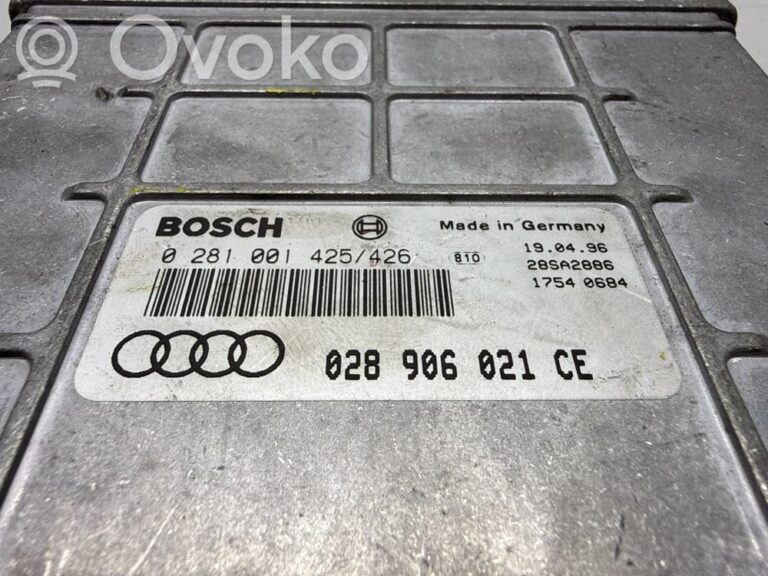 Ovoko
BOSCH
Made in Germany
0 281 001 425/426
810
19.04.96
28SA2886
1754 0684
028 906 021 CE